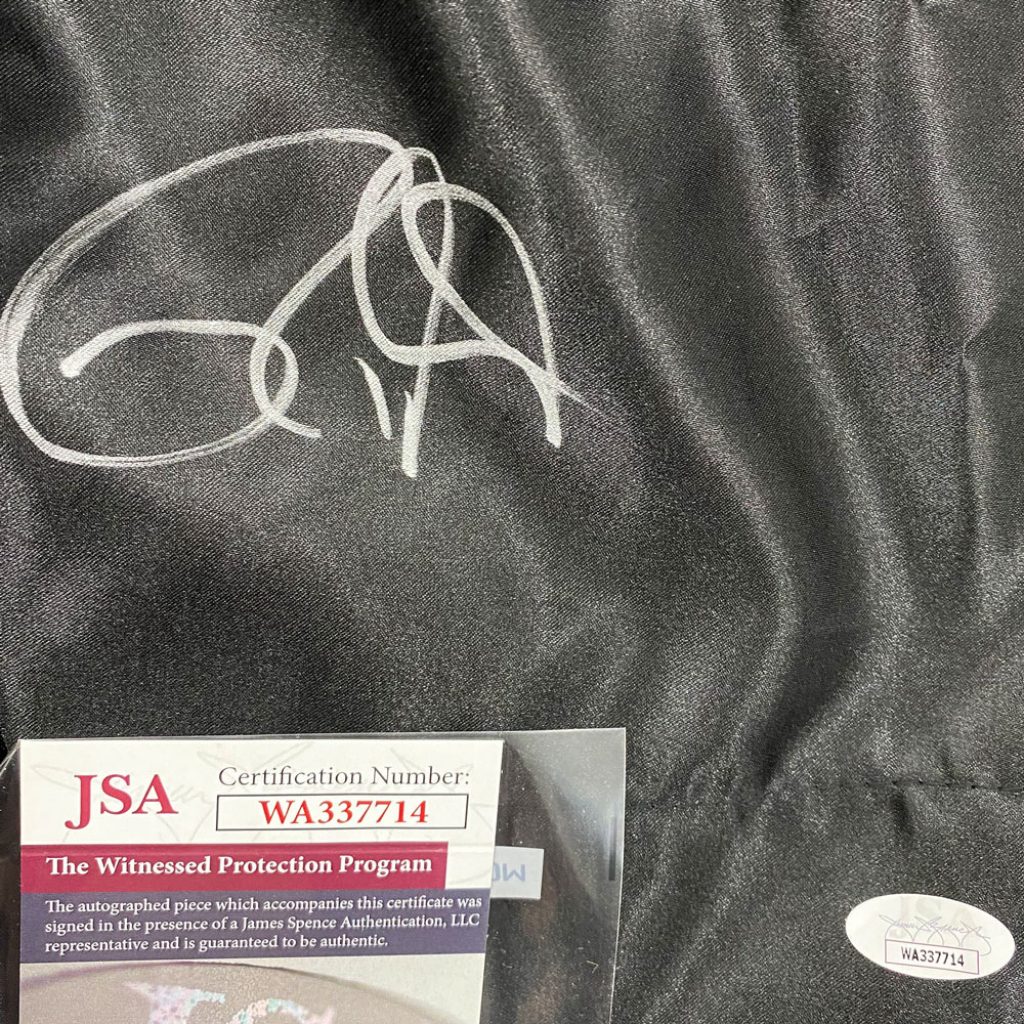 JSA
Certification Number:
WA337714
The Witnessed Protection Program
The autographed piece which accompanies this certificate was
signed in the presence of a James Spence Authentication, LLC
representative and is guaranteed to be authentic.
JSA
WA337714